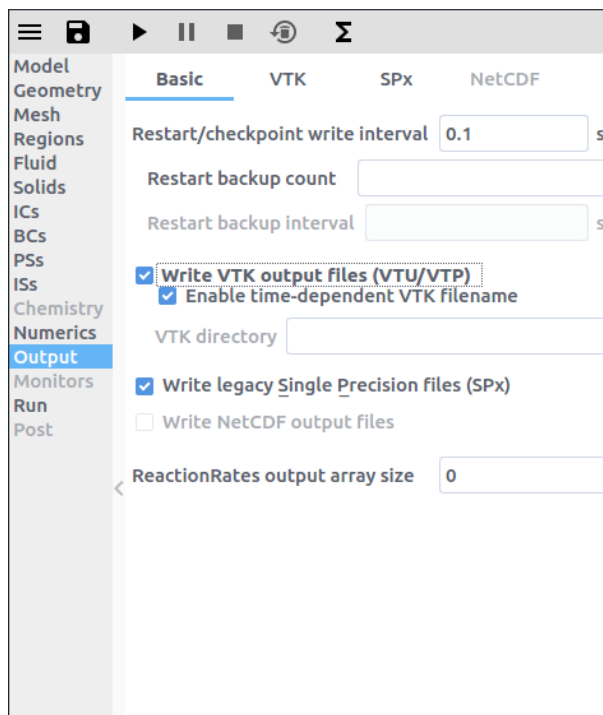 Σ
Model
Geometry
Mesh
Regions
Fluid
Solids
ICs
BCs
PSs
ISs
Chemistry
Numerics
Output
Monitors
Run
Post
Basic VTK SPx NetCDF
Restart/checkpoint write interval 0.1 s
Restart backup count
Restart backup interval s
Write VTK output files (VTU/VTP)
Enable time-dependent VTK filename
VTK directory
Write legacy Single Precision files (SPx)
Write NetCDF output files
ReactionRates output array size 0